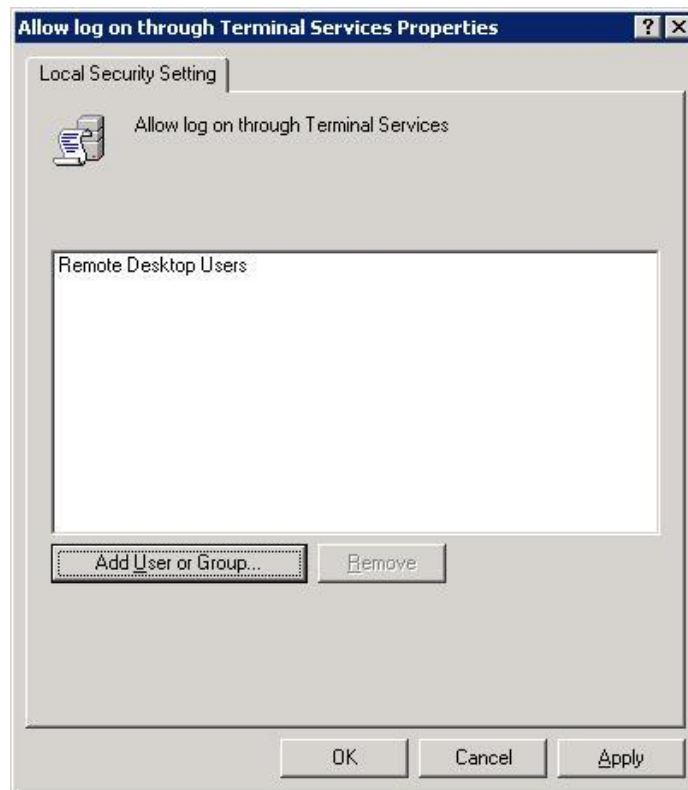 Allow log on through Terminal Services Properties
Local Security Setting
Allow log on through Terminal Services
Remote Desktop Users
Add User or Group...
Remove
OK
Cancel
Apply